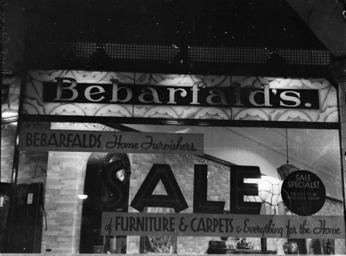 Bebarfald's.
BEBARFALDS Home Furnishers.
SALE
of FURNITURE & CARPETS & Everything for the Home
SALE
SPECIALS!